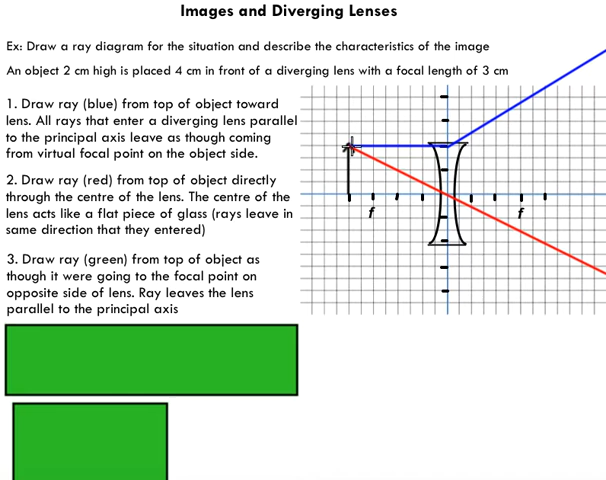 Images and Diverging Lenses
Ex: Draw a ray diagram for the situation and describe the characteristics of the image
An object 2 cm high is placed 4 cm in front of a diverging lens with a focal length of 3 cm
1. Draw ray (blue) from top of object toward
lens. All rays that enter a diverging lens parallel
to the principal axis leave as though coming
from virtual focal point on the object side.
2. Draw ray (red) from top of object directly
through the centre of the lens. The centre of the
lens acts like a flat piece of glass (rays leave in
same direction that they entered)
3. Draw ray (green) from top of object as
though it were going to the focal point on
opposite side of lens. Ray leaves the lens
parallel to the principal axis
f
f